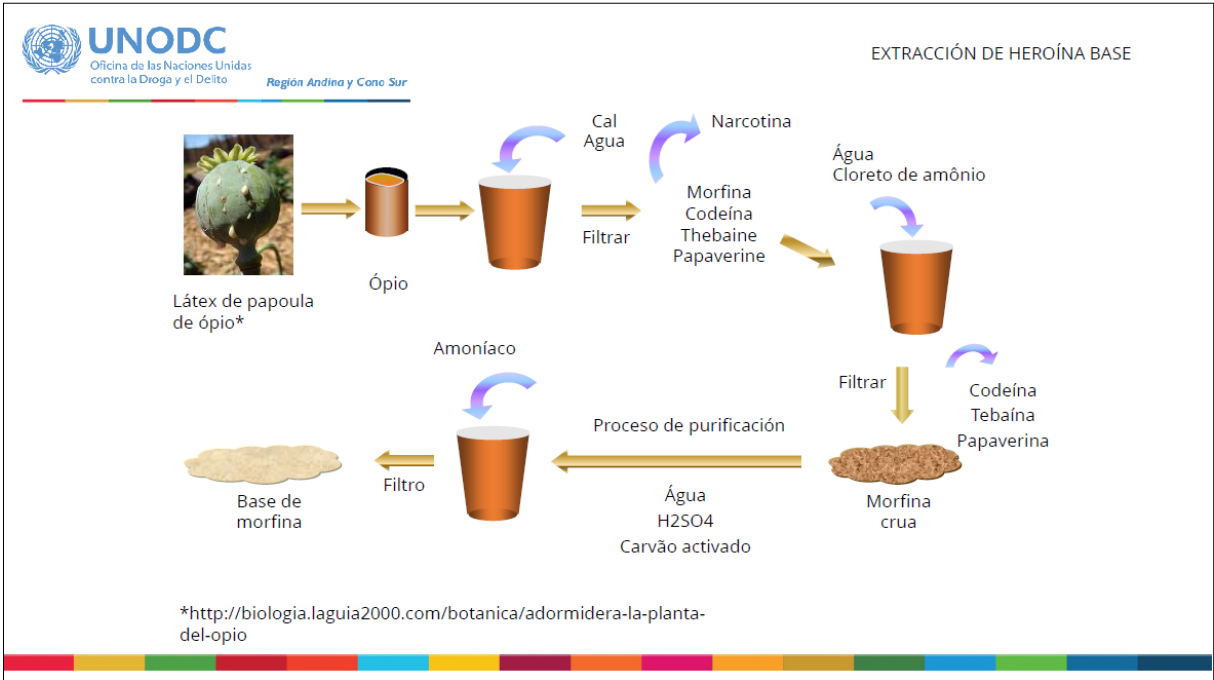 UNODC
Oficina de las Naciones Unidas
contra la Droga y el Delito
Región Andina y Cono Sur
EXTRACCIÓN DE HEROÍNA BASE
Cal
Agua
Narcotina
Água
Cloreto de amônio
Morfina
Codeína
Thebaine
Papaverine
Filtrar
Ópio
Látex de papoula
de ópio*
Amoníaco
Filtrar
Codeína
Tebaína
Papaverina
Proceso de purificación
Filtro
Base de
morfina
Água
H2SO4
Carvão activado
Morfina
crua
*http://biologia.laguia2000.com/botanica/adormidera-la-planta-
del-opio